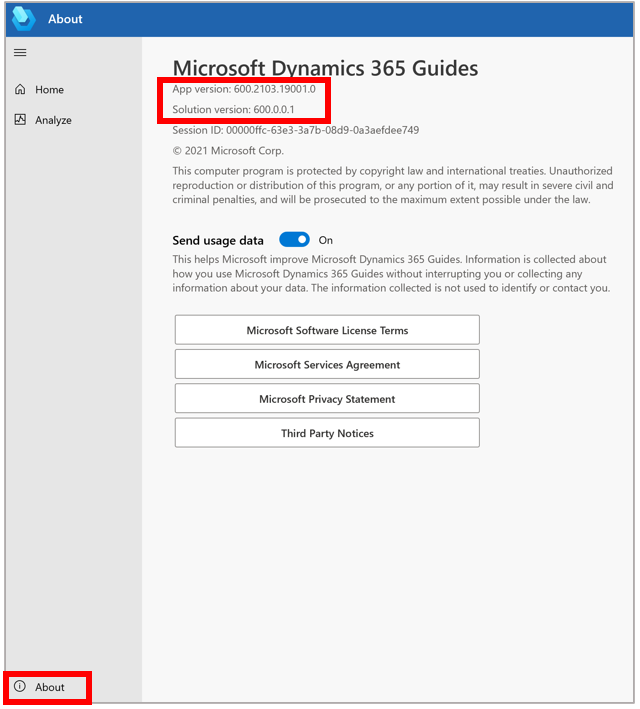 About
Home
Analyze
Microsoft Dynamics 365 Guides
App version: 600.2103.19001.0
Solution version: 600.0.0.1
Session ID: 00000ffc-63e3-3a7b-08d9-0a3aefdee749
© 2021 Microsoft Corp.
This computer program is protected by copyright law and international treaties. Unauthorized
reproduction or distribution of this program, or any portion of it, may result in severe civil and
criminal penalties, and will be prosecuted to the maximum extent possible under the law.
Send usage data On
This helps Microsoft improve Microsoft Dynamics 365 Guides. Information is collected about
how you use Microsoft Dynamics 365 Guides without interrupting you or collecting any
information about your data. The information collected is not used to identify or contact you.
Microsoft Software License Terms
Microsoft Services Agreement
Microsoft Privacy Statement
Third Party Notices
About